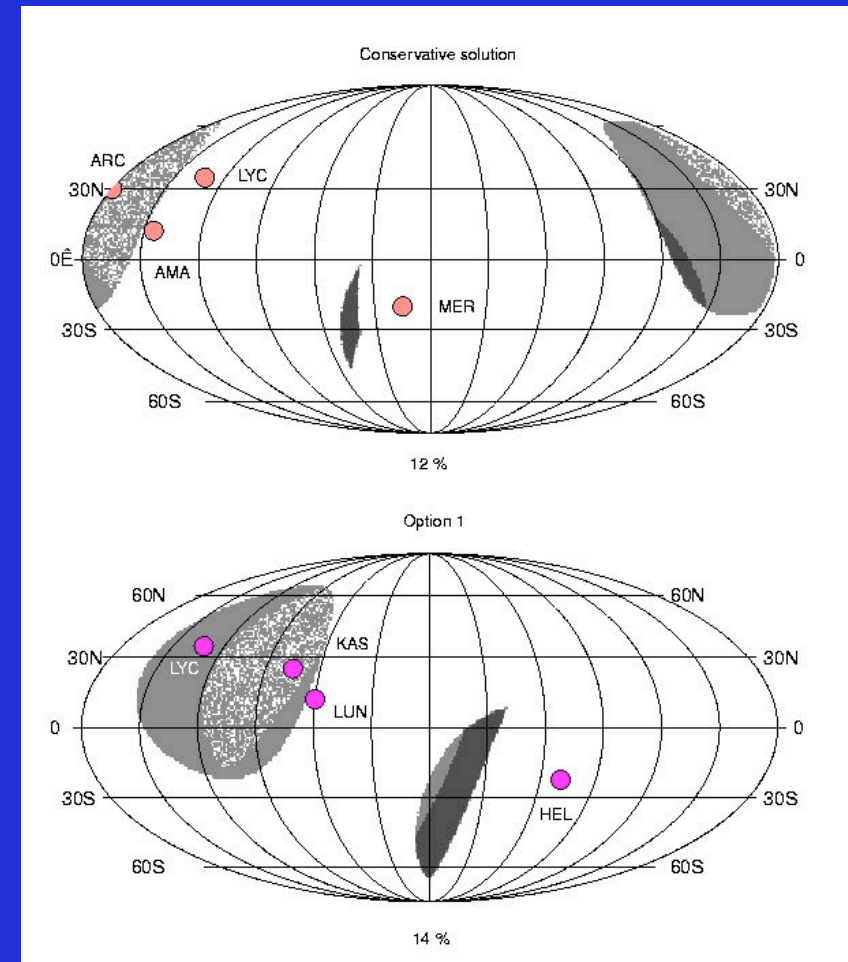 Conservative solution
ARC
LYC
30N
30N
0Ê
0
AMA
MER
30S
30S
60S
60S
12 %
Option 1
60N
60N
KAS
30N
LYC
30N
LUN
0
0
30S
30S
HEL
60S
60S
14 %